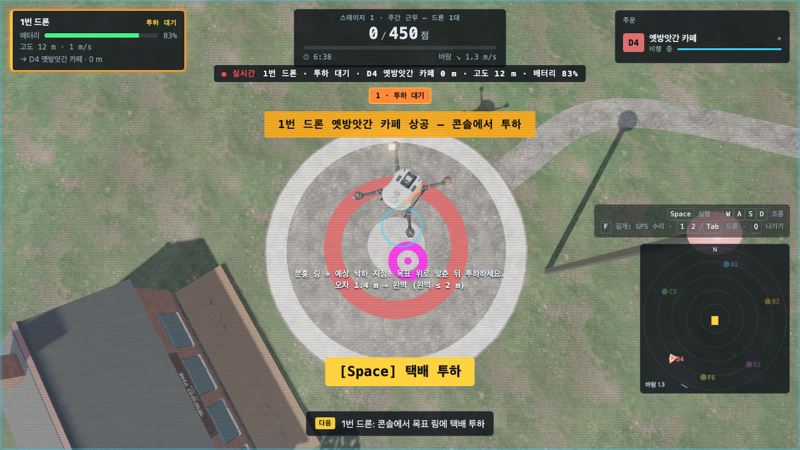 1번 드론 투하 대기
배터리 83%
고도 12 m · 1 m/s
→ D4 옛방앗간 카페 · 0 m
스테이지 1 · 주간 근무 — 드론 1대
0 / 450점
6:38 바람 ↘ 1.3 m/s
주문
D4 옛방앗간 카페
비행 중
● 실시간 1번 드론 · 투하 대기 · D4 옛방앗간 카페 0 m · 고도 12 m · 배터리 83%
1 · 투하 대기
1번 드론 옛방앗간 카페 상공 — 콘솔에서 투하
Space 실행 · W A S D 조종
F 길게: GPS 수리 · 1 2 / Tab 드론 · Q 나가기
분홍 링 = 예상 낙하 지점. 목표 위로 맞춘 뒤 투하하세요.
오차 1.4 m → 완벽 (완벽 ≤ 2 m)
N
A1
C3
B2
D4
F6
바람 1.3
[Space] 택배 투하
다음 1번 드론: 콘솔에서 목표 링에 택배 투하